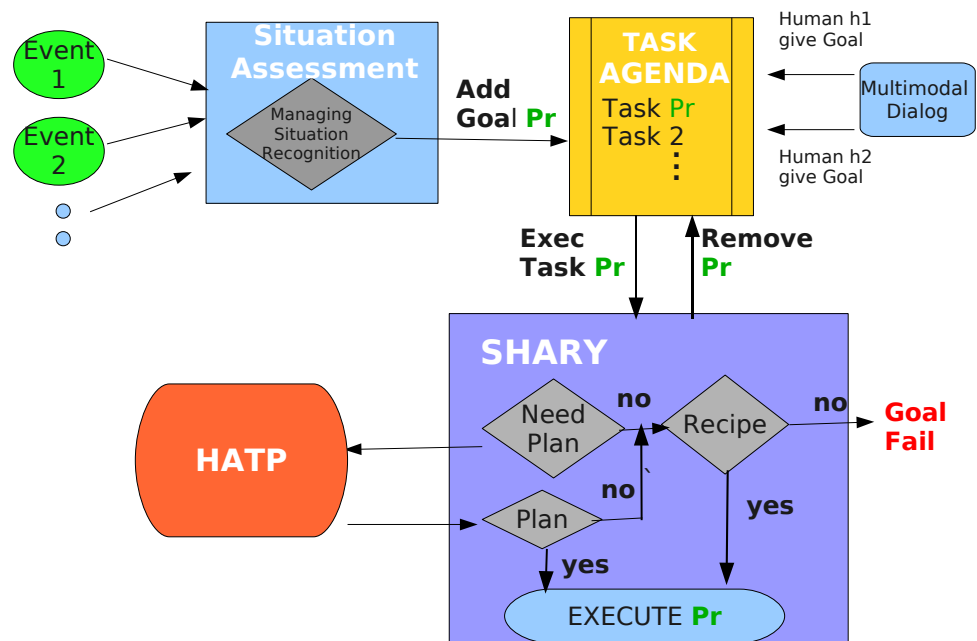 Event
1
Event
2
Situation
Assessment
Managing
Situation
Recognition
Add
Goal Pr
TASK
AGENDA
Task Pr
Task 2
Human h1
give Goal
Multimodal
Dialog
Human h2
give Goal
Exec
Task Pr
Remove
Pr
SHARY
Need
Plan
no
Recipe
no
Goal
Fail
HATP
Plan
no `
yes
yes
EXECUTE Pr